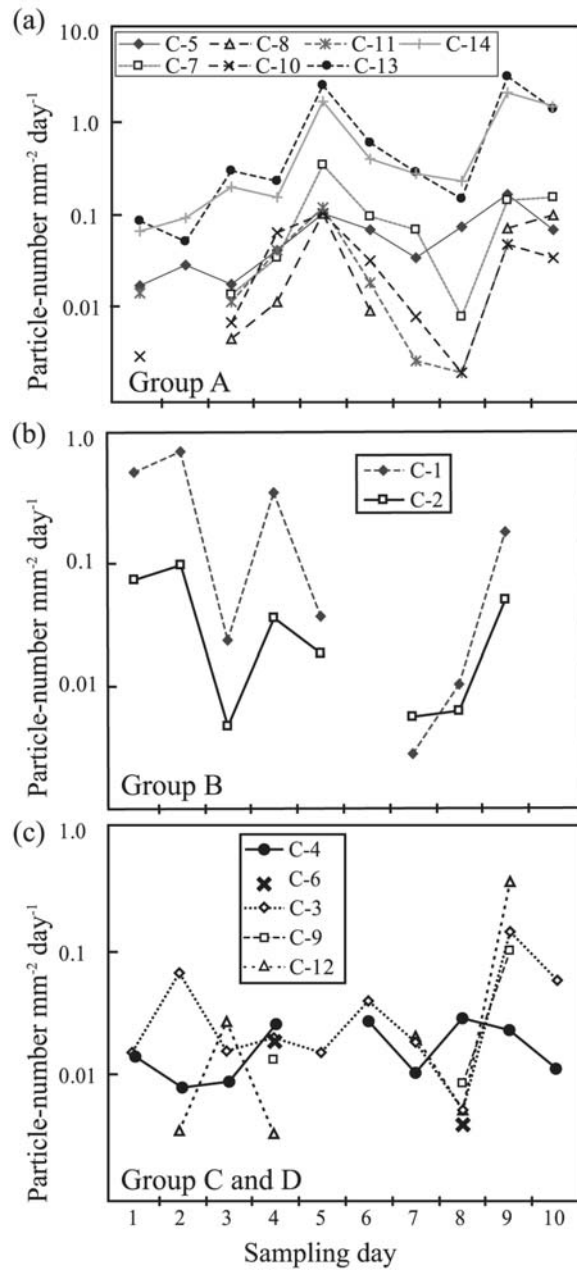 (a)
10.0
C-5 C-8 C-11 C-14
C-7 C-10 C-13
1.0
0.1
0.01
Particle-number mm⁻² day⁻¹
Group A
(b)
1.0
C-1
C-2
0.1
0.01
Particle-number mm⁻² day⁻¹
Group B
(c)
1.0
C-4
C-6
C-3
C-9
C-12
0.1
0.01
Particle-number mm⁻² day⁻¹
Group C and D
1 2 3 4 5 6 7 8 9 10
Sampling day